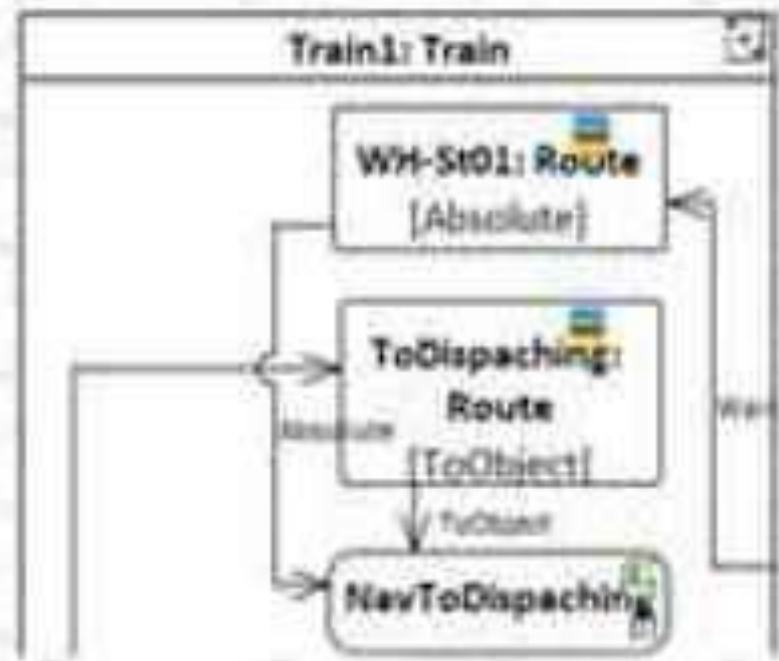 Train1: Train
WH-St01: Route
[Absolute]
ToDispaching:
Route
[ToObject]
Absolute
ToObject
NavToDispaching